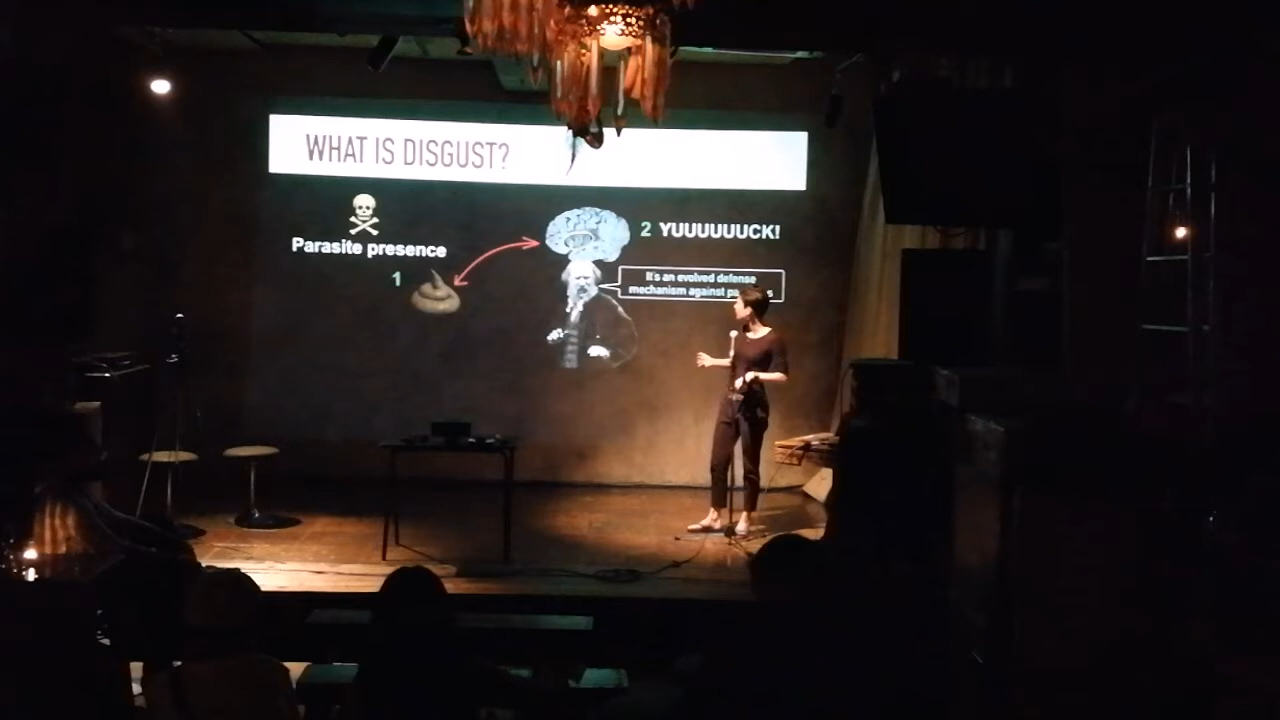 WHAT IS DISGUST?
Parasite presence
1
2 YUUUUUUCK!
It's an evolved defense
mechanism against